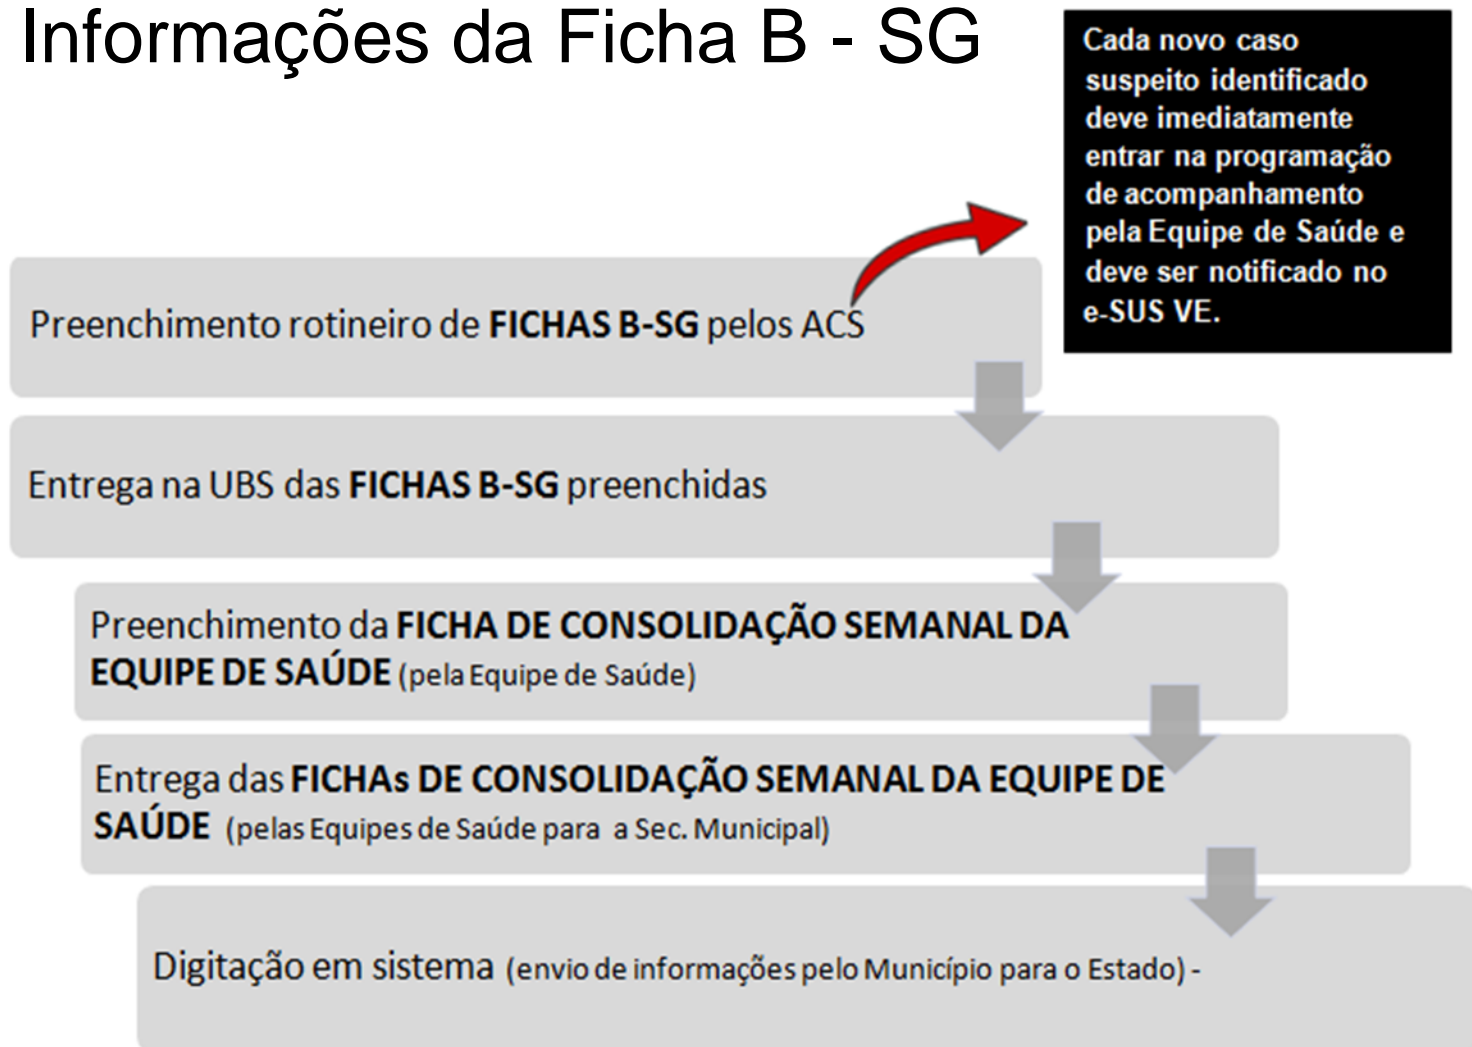 Informações da Ficha B - SG
Cada novo caso
suspeito identificado
deve imediatamente
entrar na programação
de acompanhamento
pela Equipe de Saúde e
deve ser notificado no
e-SUS VE.
Preenchimento rotineiro de FICHAS B-SG pelos ACS
Entrega na UBS das FICHAS B-SG preenchidas
Preenchimento da FICHA DE CONSOLIDAÇÃO SEMANAL DA
EQUIPE DE SAÚDE (pela Equipe de Saúde)
Entrega das FICHAs DE CONSOLIDAÇÃO SEMANAL DA EQUIPE DE
SAÚDE (pelas Equipes de Saúde para a Sec. Municipal)
Digitação em sistema (envio de informações pelo Município para o Estado) -